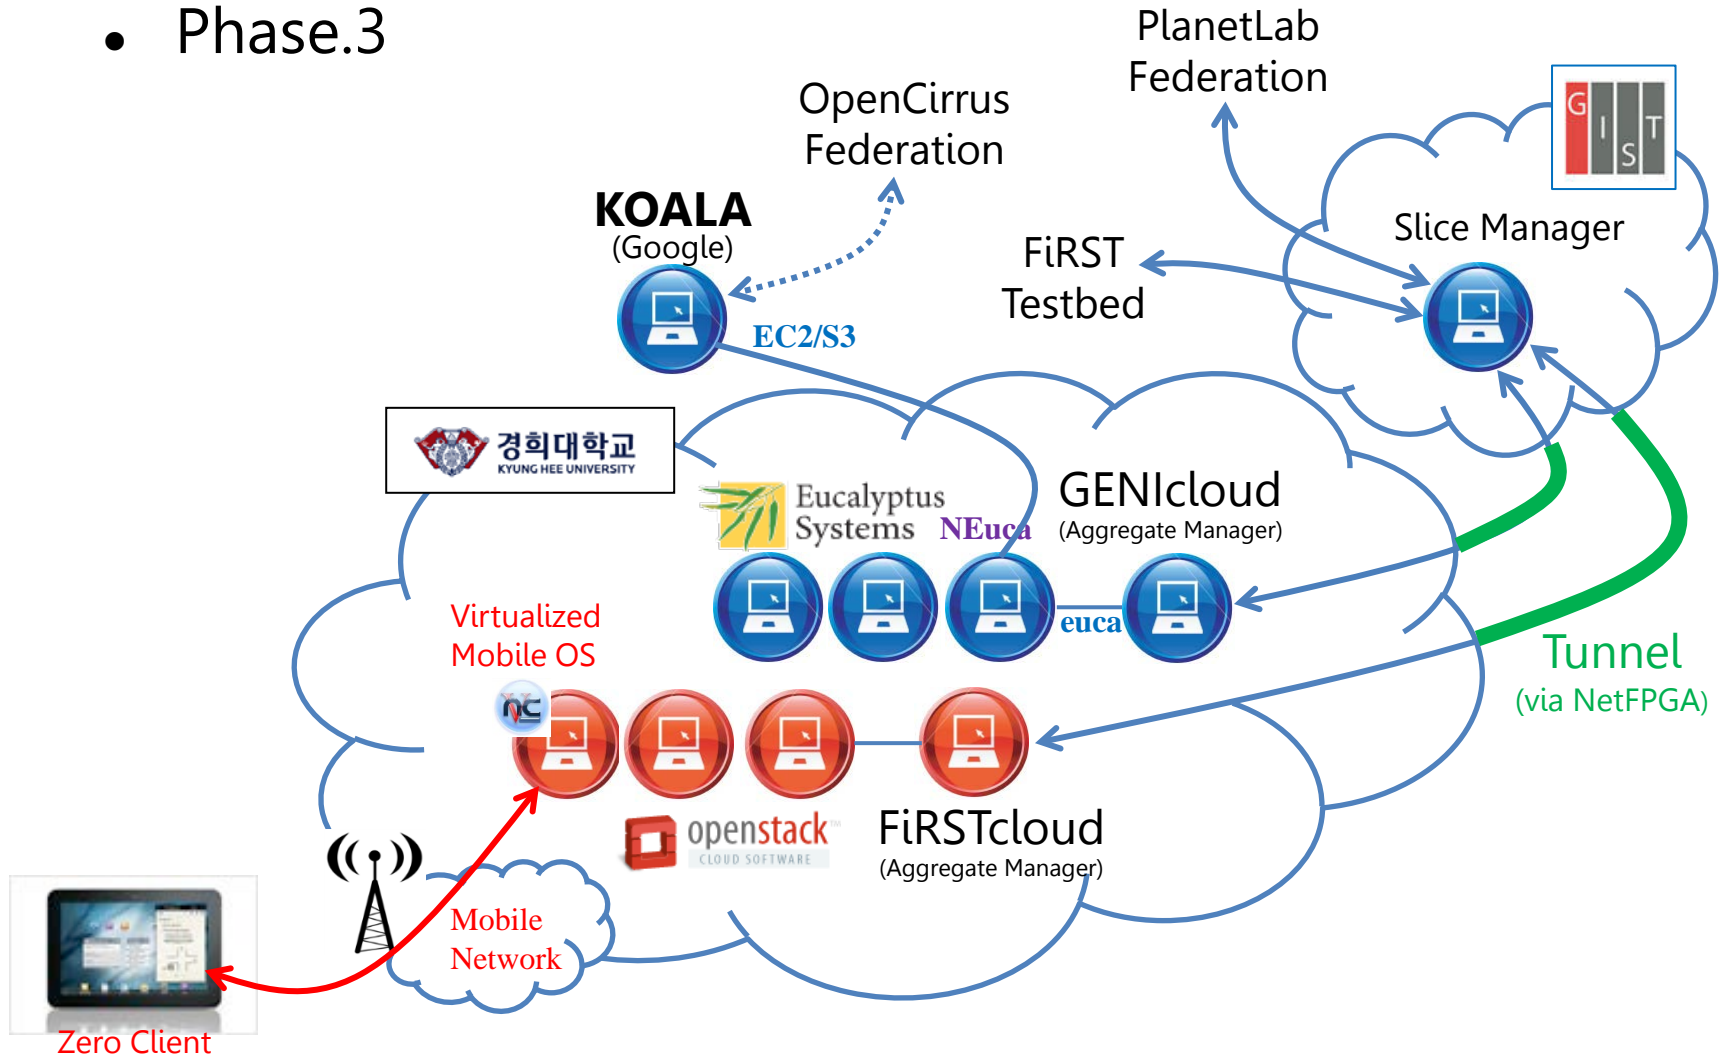 • Phase.3
PlanetLab
Federation
OpenCirrus
Federation
GIST
KOALA
(Google)
Slice Manager
FiRST
Testbed
EC2/S3
경희대학교
KYUNG HEE UNIVERSITY
Eucalyptus
Systems
NEuca
GENIcloud
(Aggregate Manager)
euca
Virtualized
Mobile OS
Tunnel
(via NetFPGA)
openstack™
CLOUD SOFTWARE
FiRSTcloud
(Aggregate Manager)
Mobile
Network
Zero Client